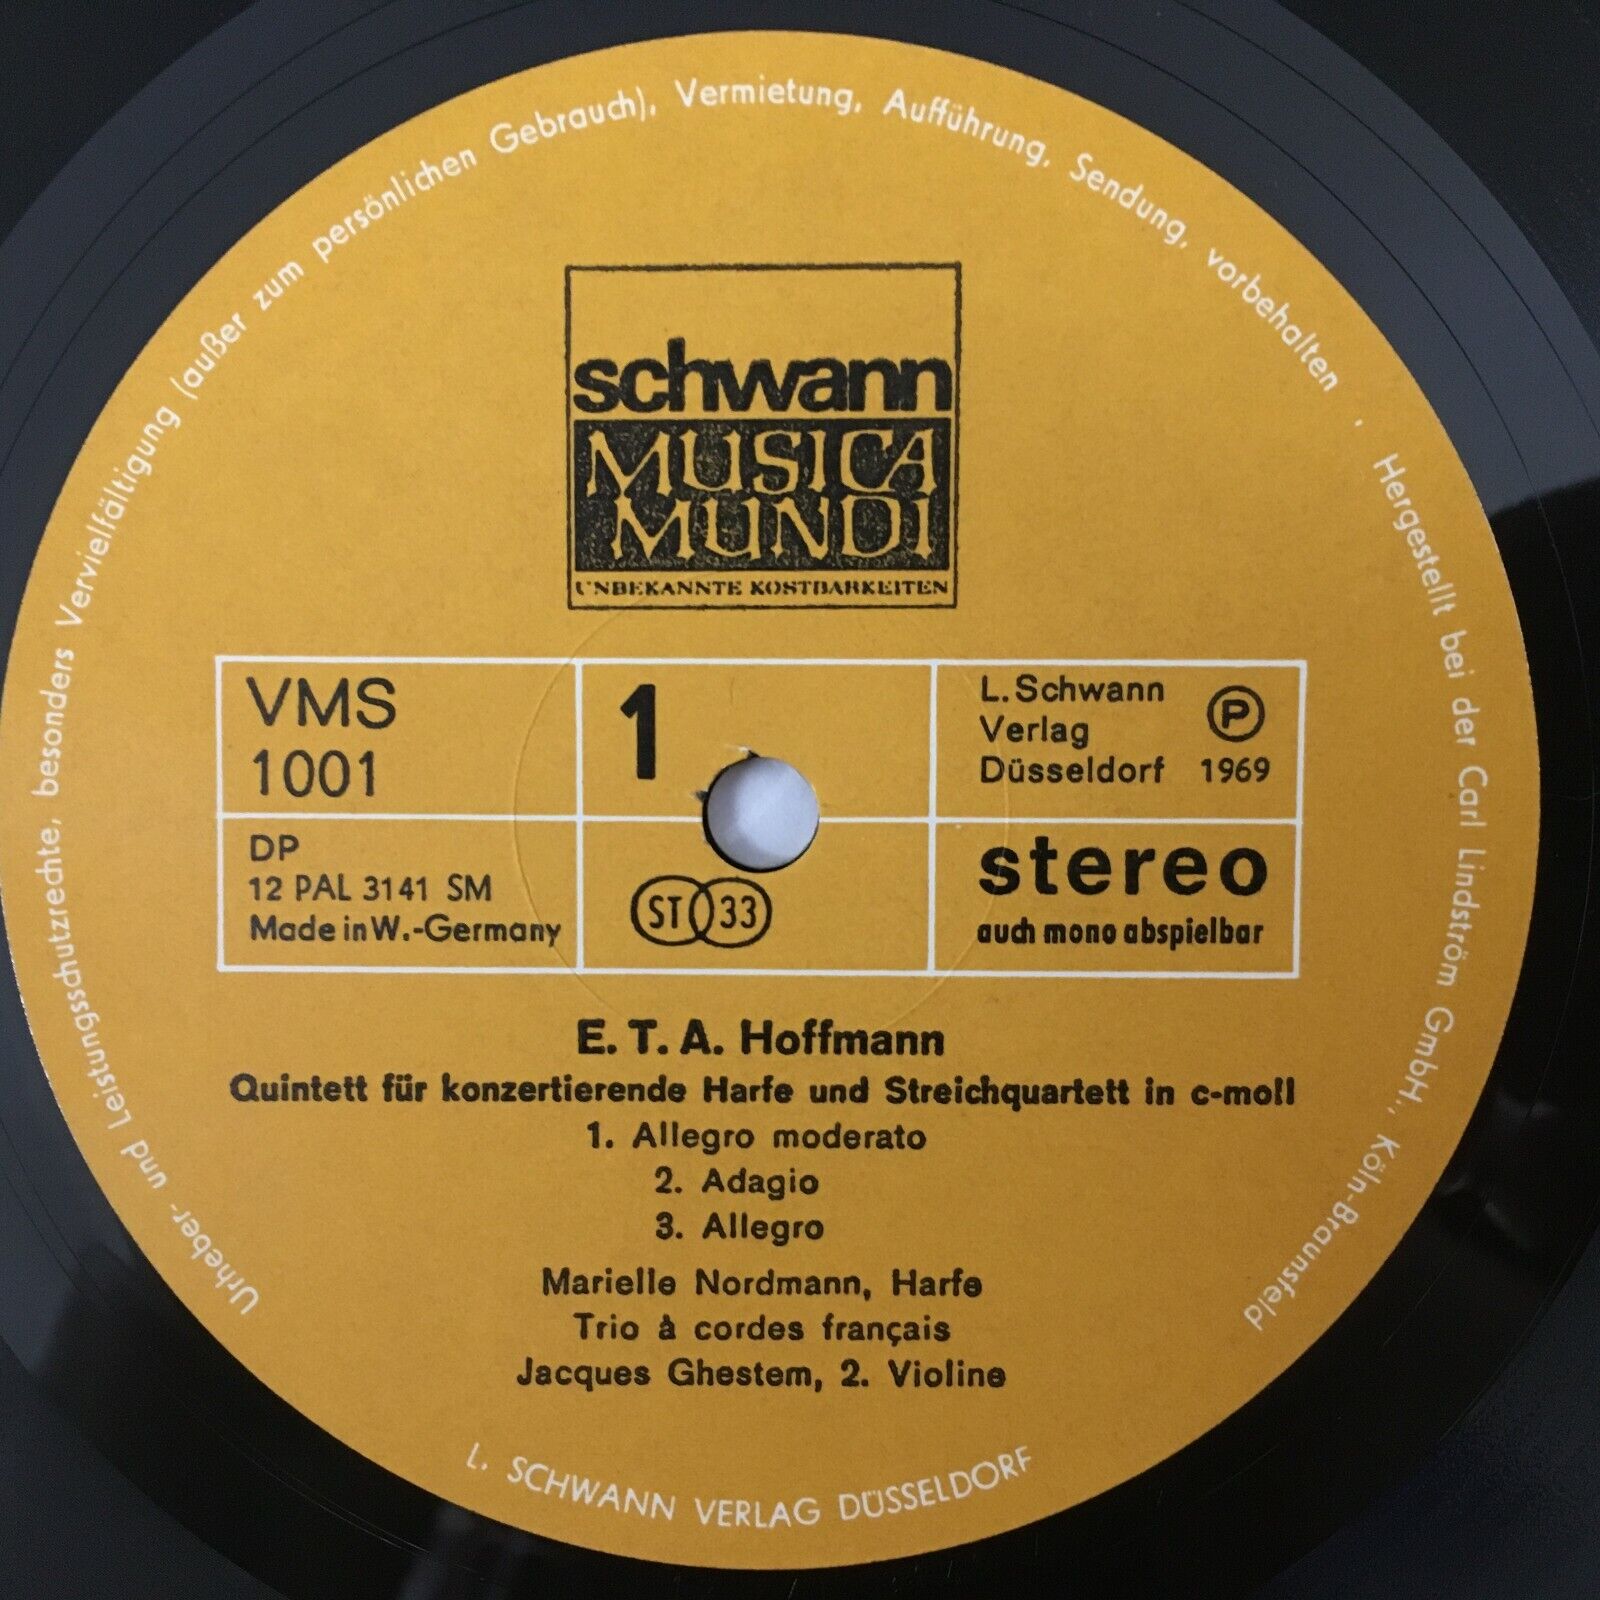 Urheber- und Leistungsschutzrechte, besonders Vervielfältigung (außer zum persönlichen Gebrauch), Vermietung, Aufführung, Sendung, vorbehalten . Hergestellt bei der Carl Lindström GmbH., Köln-Braunsfeld
schwann
MUSICA
MUNDI
UNBEKANNTE KOSTBARKEITEN
VMS
1001
1
L. Schwann
Verlag
Düsseldorf
℗
1969
DP
12 PAL 3141 SM
Made in W.-Germany
ST 33
stereo
auch mono abspielbar
E. T. A. Hoffmann
Quintett für konzertierende Harfe und Streichquartett in c-moll
1. Allegro moderato
2. Adagio
3. Allegro
Marielle Nordmann, Harfe
Trio à cordes français
Jacques Ghestem, 2. Violine
L. SCHWANN VERLAG DÜSSELDORF